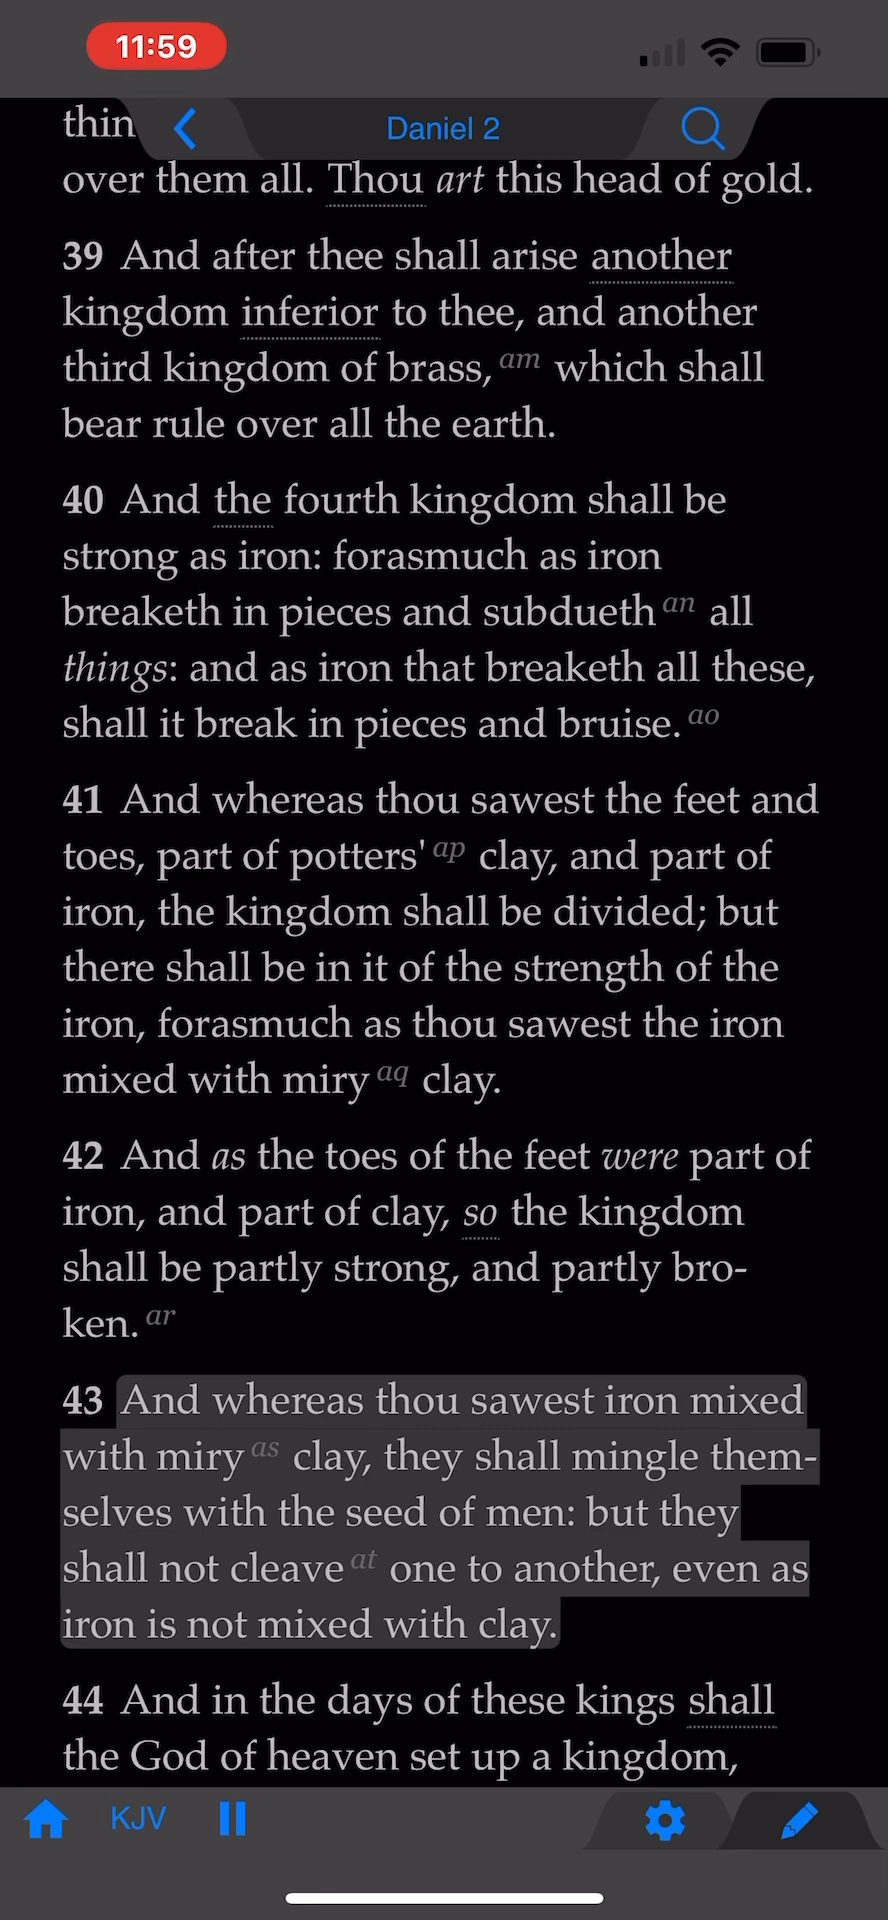 11:59
thin
Daniel 2
over them all. Thou art this head of gold.
39 And after thee shall arise another
kingdom inferior to thee, and another
third kingdom of brass, am which shall
bear rule over all the earth.
40 And the fourth kingdom shall be
strong as iron: forasmuch as iron
breaketh in pieces and subdueth an all
things: and as iron that breaketh all these,
shall it break in pieces and bruise. ao
41 And whereas thou sawest the feet and
toes, part of potters' ap clay, and part of
iron, the kingdom shall be divided; but
there shall be in it of the strength of the
iron, forasmuch as thou sawest the iron
mixed with miry aq clay.
42 And as the toes of the feet were part of
iron, and part of clay, so the kingdom
shall be partly strong, and partly bro-
ken. ar
43 And whereas thou sawest iron mixed
with miry as clay, they shall mingle them-
selves with the seed of men: but they
shall not cleave at one to another, even as
iron is not mixed with clay.
44 And in the days of these kings shall
the God of heaven set up a kingdom,
KJV